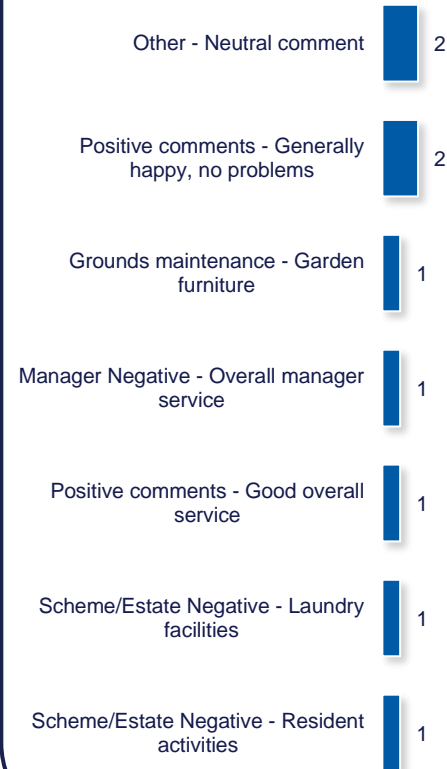 Other - Neutral comment 2
Positive comments - Generally
happy, no problems 2
Grounds maintenance - Garden
furniture 1
Manager Negative - Overall manager
service 1
Positive comments - Good overall
service 1
Scheme/Estate Negative - Laundry
facilities 1
Scheme/Estate Negative - Resident
activities 1